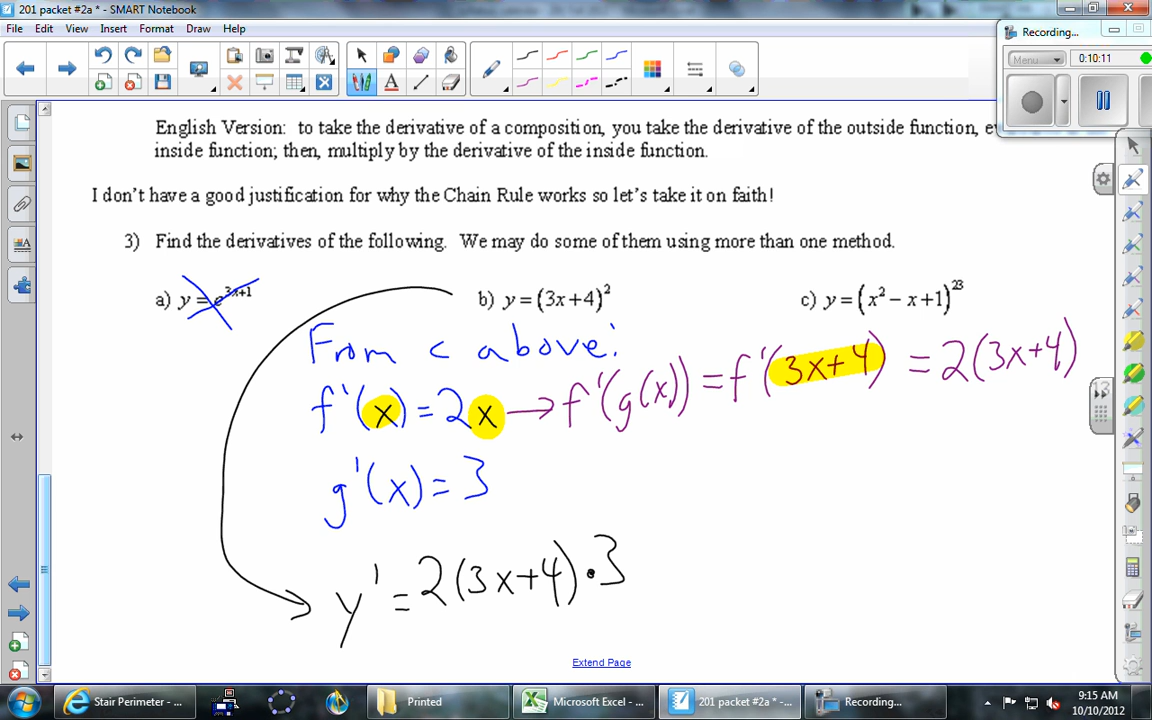 201 packet #2a * - SMART Notebook
File Edit View Insert Format Draw Help
Recording...
Menu
0:10:11
English Version: to take the derivative of a composition, you take the derivative of the outside function, ev
inside function; then, multiply by the derivative of the inside function.
I don't have a good justification for why the Chain Rule works so let's take it on faith!
3) Find the derivatives of the following. We may do some of them using more than one method.
a) y = e^{3x+1}
b) y = (3x+4)^2
c) y = (x^2 − x +1)^{23}
From c above:
f'(x) = 2x → f'(g(x)) = f'(3x+4) = 2(3x+4)
g'(x) = 3
y' = 2(3x+4)·3
Extend Page
Stair Perimeter - ...
Printed
Microsoft Excel - ...
201 packet #2a * -...
Recording...
9:15 AM
10/10/2012